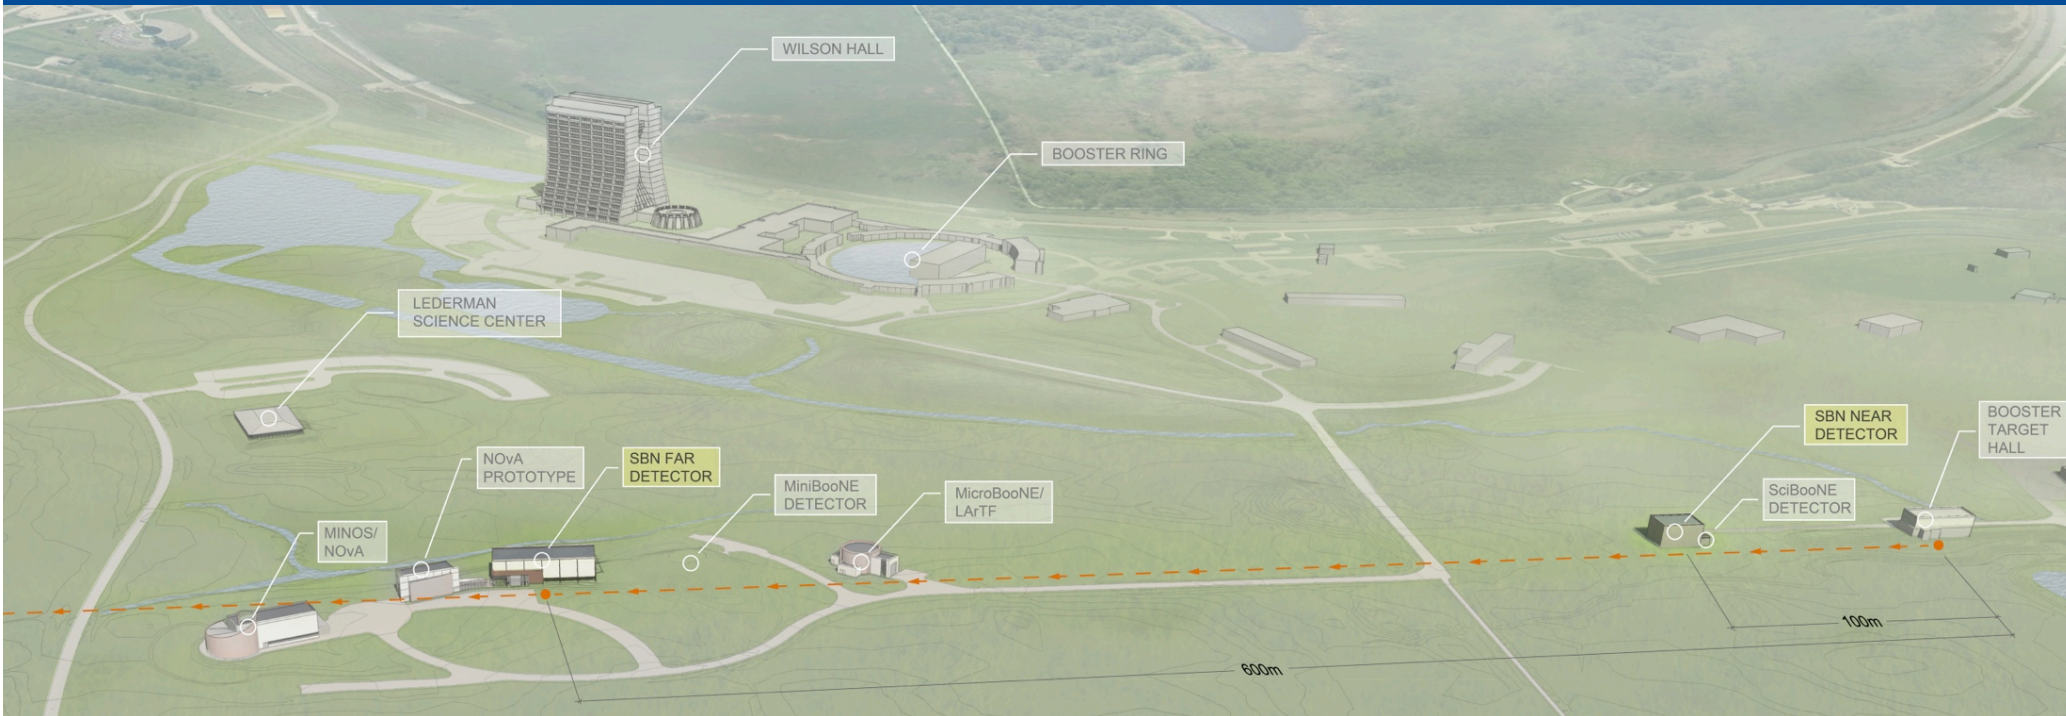 WILSON HALL
BOOSTER RING
LEDERMAN
SCIENCE CENTER
SBN NEAR
DETECTOR
BOOSTER
TARGET
HALL
NOvA
PROTOTYPE
SBN FAR
DETECTOR
MiniBooNE
DETECTOR
MicroBooNE/
LArTF
SciBooNE
DETECTOR
MINOS/
NOvA
100m
600m